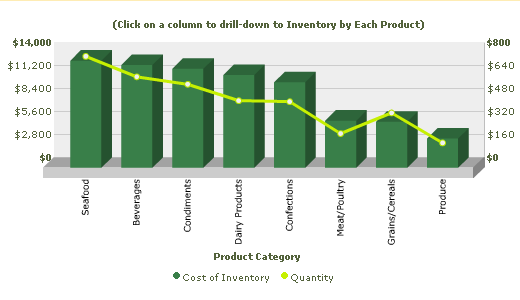 (Click on a column to drill-down to Inventory by Each Product)
$14,000
$11,200
$8,400
$5,600
$2,800
$0
$800
$640
$480
$320
$160
$0
Seafood
Beverages
Condiments
Dairy Products
Confections
Meat/Poultry
Grains/Cereals
Produce
Product Category
Cost of Inventory
Quantity